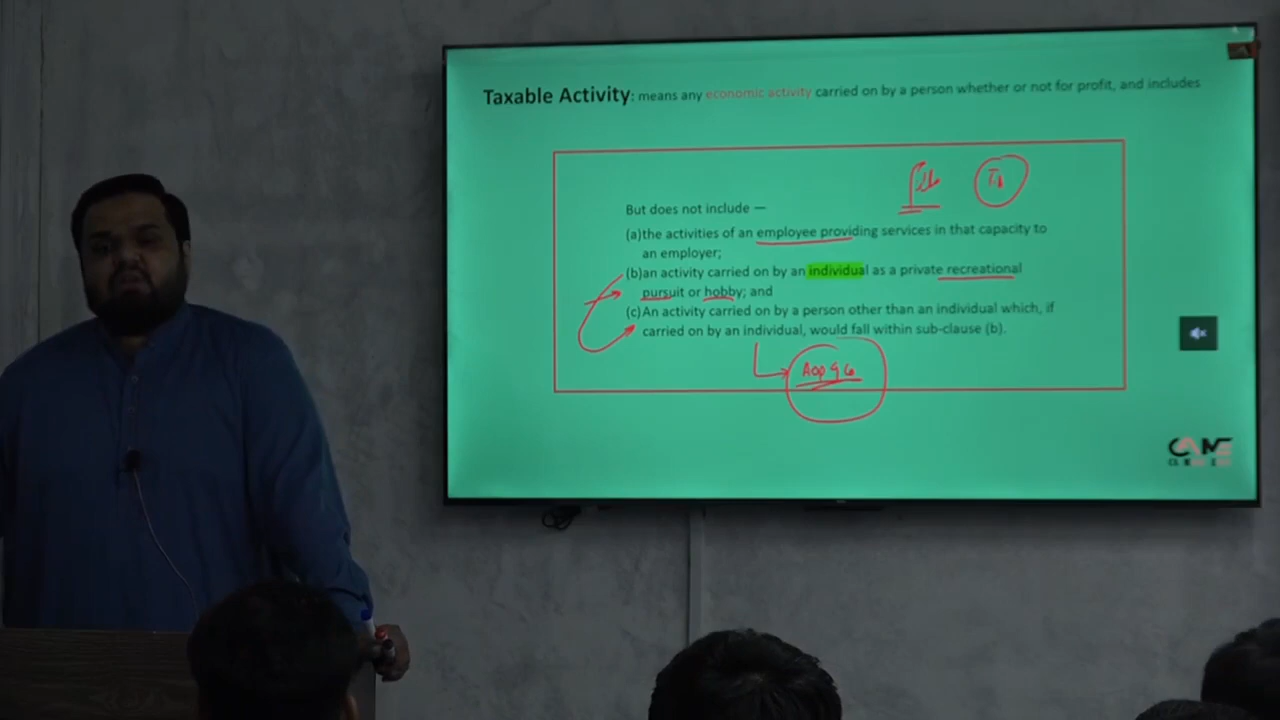 Taxable Activity: means any economic activity carried on by a person whether or not for profit, and includes
But does not include —
(a)the activities of an employee providing services in that capacity to
an employer;
(b)an activity carried on by an individual as a private recreational
pursuit or hobby; and
(c)An activity carried on by a person other than an individual which, if
carried on by an individual, would fall within sub-clause (b).